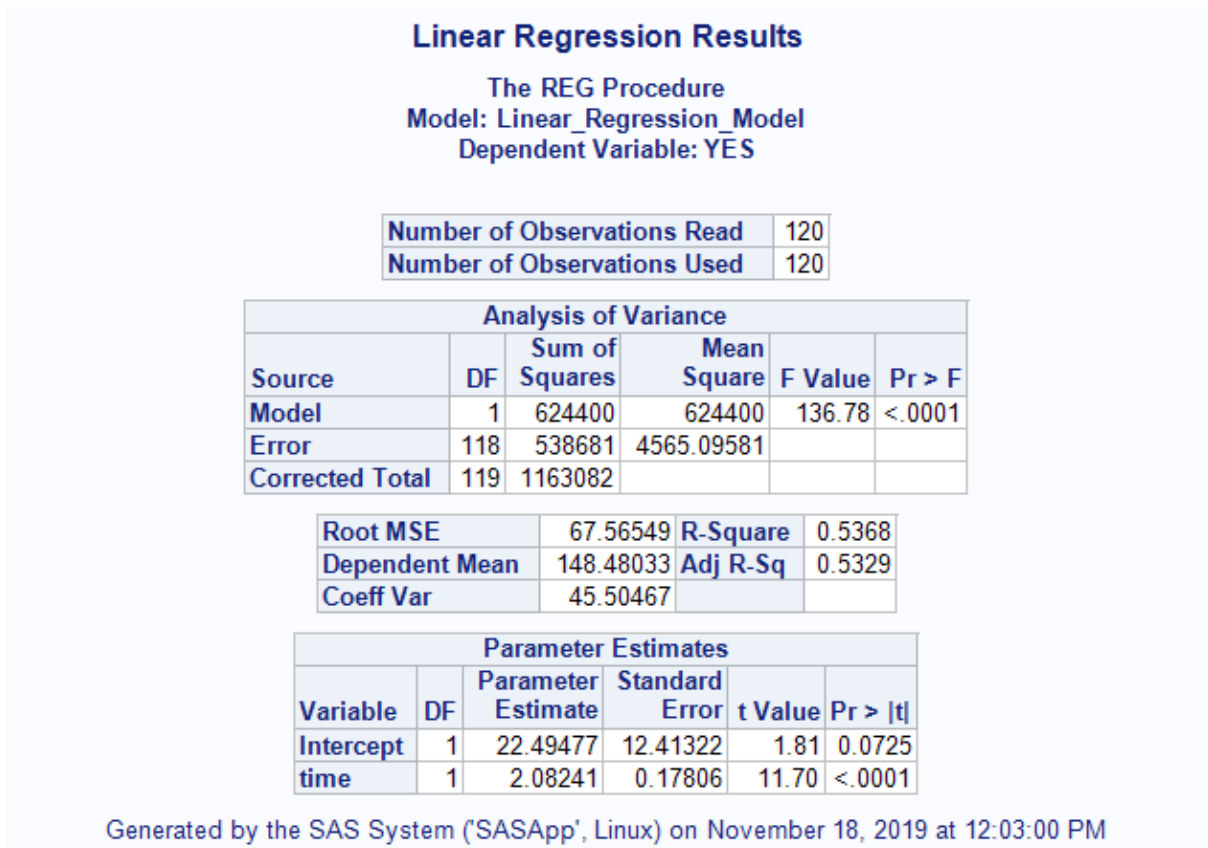 Linear Regression Results
The REG Procedure
Model: Linear_Regression_Model
Dependent Variable: YES
Number of Observations Read 120
Number of Observations Used 120
Analysis of Variance
Source DF Sum of Squares Mean Square F Value Pr > F
Model 1 624400 624400 136.78 <.0001
Error 118 538681 4565.09581
Corrected Total 119 1163082
Root MSE 67.56549 R-Square 0.5368
Dependent Mean 148.48033 Adj R-Sq 0.5329
Coeff Var 45.50467
Parameter Estimates
Variable DF Parameter Estimate Standard Error t Value Pr > |t|
Intercept 1 22.49477 12.41322 1.81 0.0725
time 1 2.08241 0.17806 11.70 <.0001
Generated by the SAS System ('SASApp', Linux) on November 18, 2019 at 12:03:00 PM